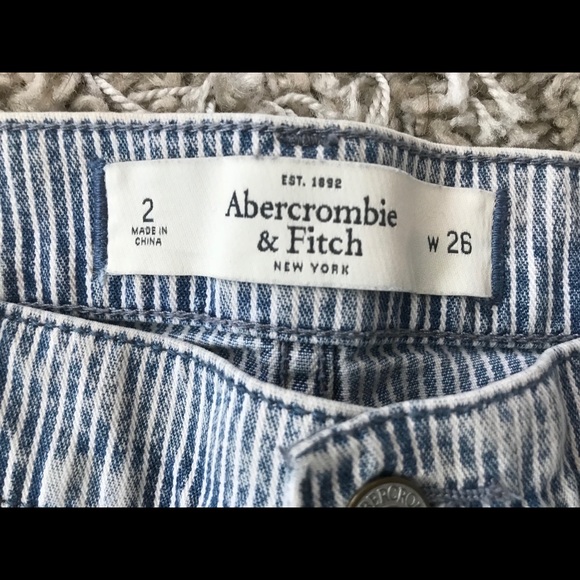 2
MADE IN
CHINA
EST. 1892
Abercrombie
& Fitch
NEW YORK
W 26